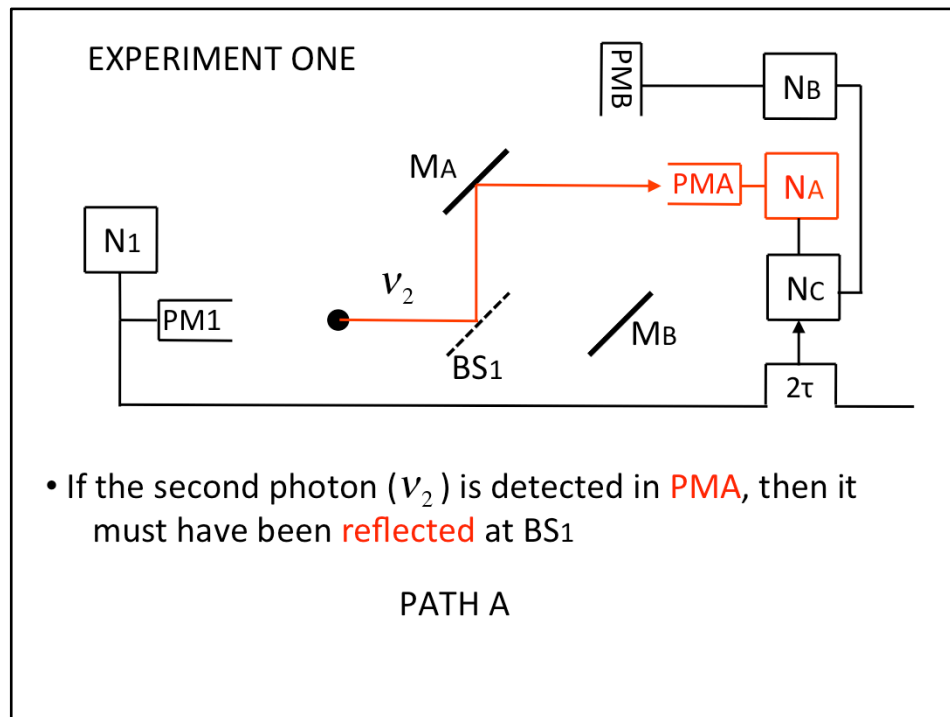 EXPERIMENT ONE
PMB
NB
MA
PMA
NA
N1
ν2
NC
PM1
MB
BS1
2τ
• If the second photon (ν2) is detected in PMA, then it
must have been reflected at BS1
PATH A